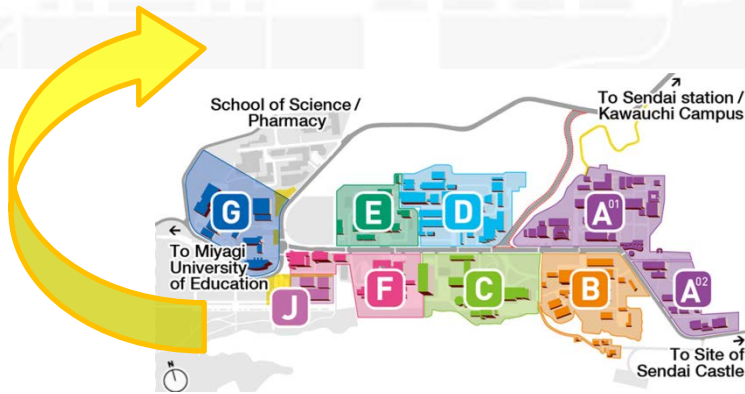 School of Science /
Pharmacy
To Sendai station /
Kawauchi Campus
G
E
D
A01
To Miyagi
University
of Education
J
F
C
B
A02
To Site of
Sendai Castle
N